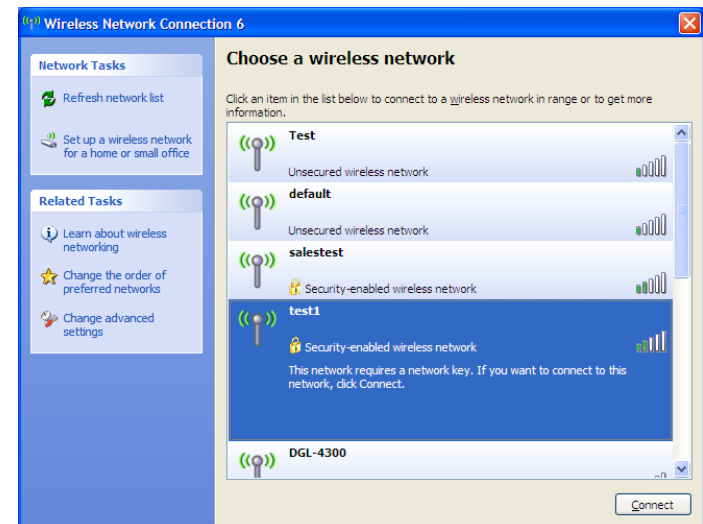 Wireless Network Connection 6
Network Tasks
Refresh network list
Set up a wireless network
for a home or small office
Related Tasks
Learn about wireless
networking
Change the order of
preferred networks
Change advanced
settings
Choose a wireless network
Click an item in the list below to connect to a wireless network in range or to get more
information.
Test
Unsecured wireless network
default
Unsecured wireless network
salestest
Security-enabled wireless network
test1
Security-enabled wireless network
This network requires a network key. If you want to connect to this
network, click Connect.
DGL-4300
Connect